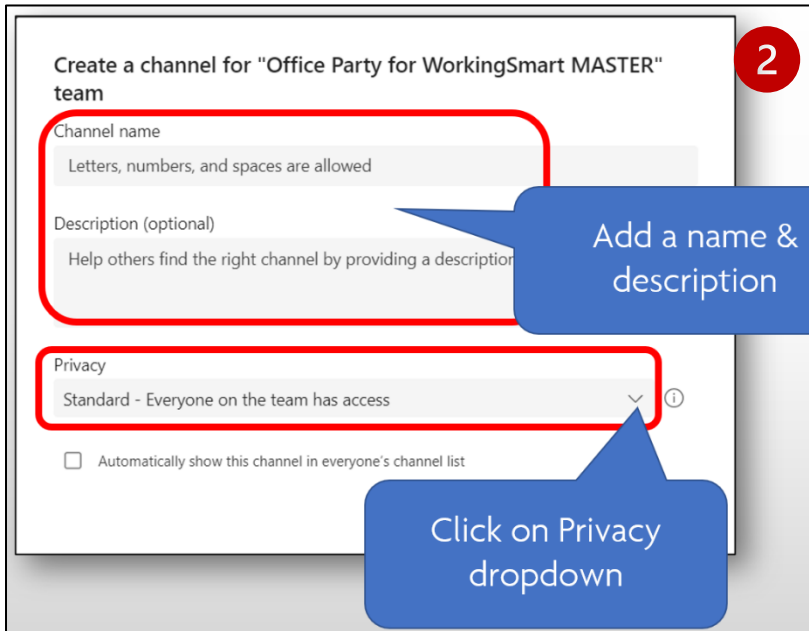 Create a channel for "Office Party for WorkingSmart MASTER"
team
2
Channel name
Letters, numbers, and spaces are allowed
Description (optional)
Help others find the right channel by providing a description
Add a name &
description
Privacy
Standard - Everyone on the team has access
Automatically show this channel in everyone's channel list
Click on Privacy
dropdown